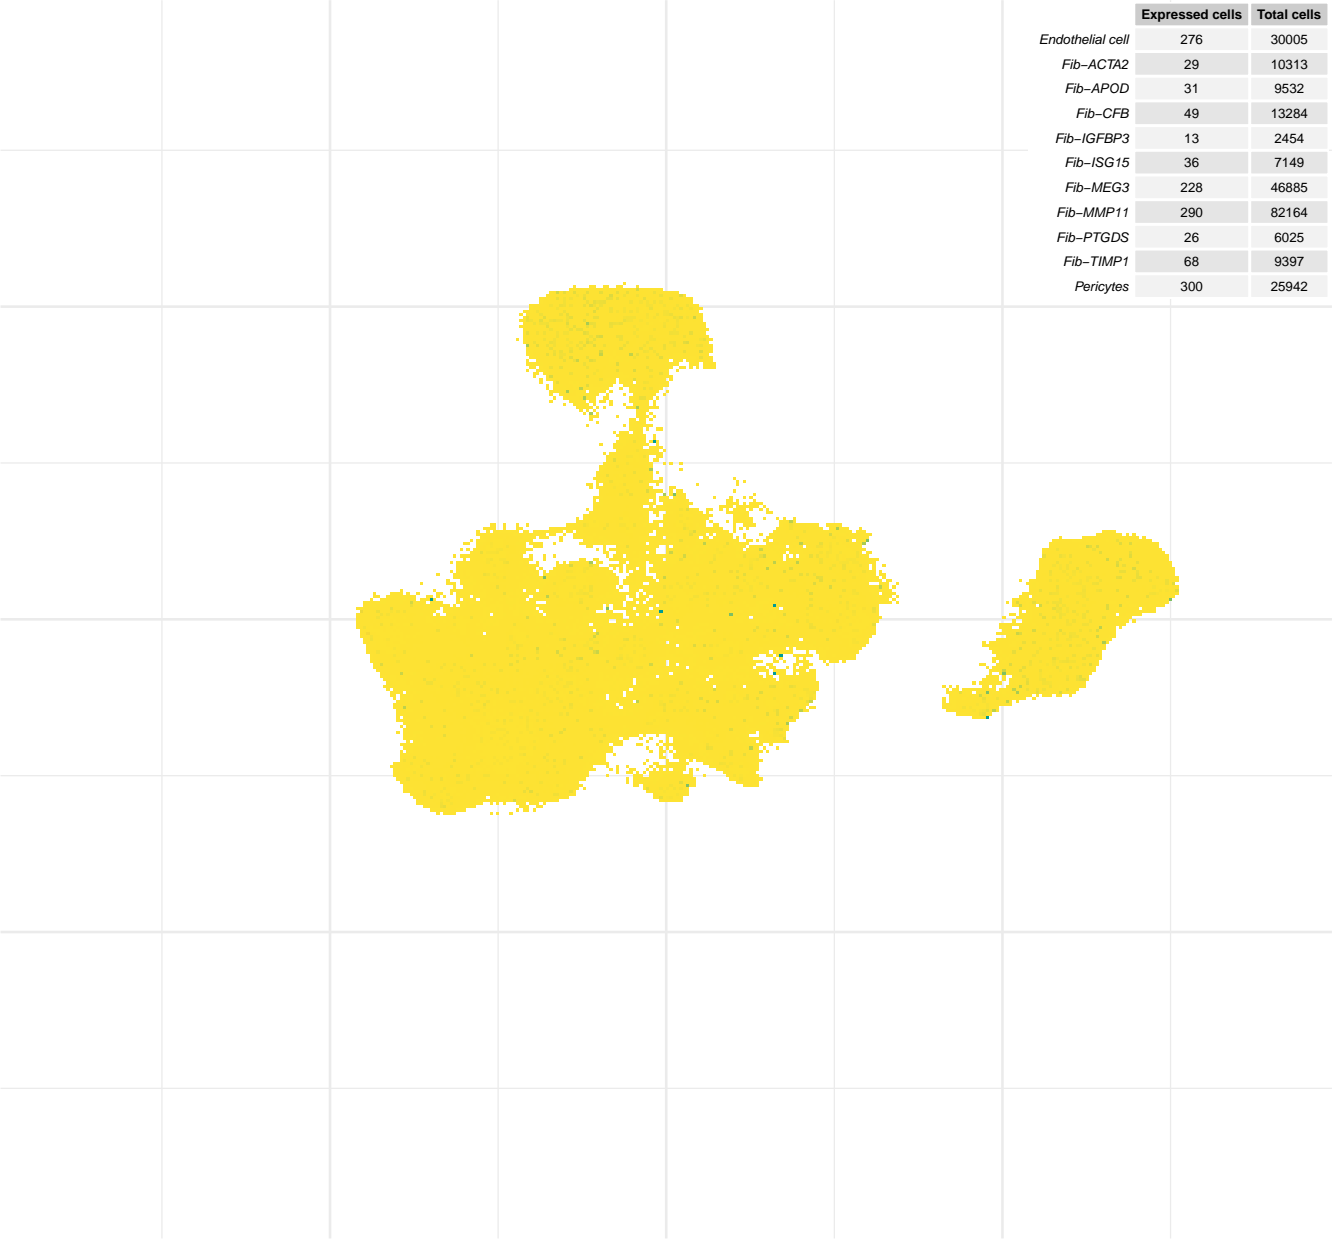 Expressed cells Total cells
Endothelial cell 276 30005
Fib−ACTA2 29 10313
Fib−APOD 31 9532
Fib−CFB 49 13284
Fib−IGFBP3 13 2454
Fib−ISG15 36 7149
Fib−MEG3 228 46885
Fib−MMP11 290 82164
Fib−PTGDS 26 6025
Fib−TIMP1 68 9397
Pericytes 300 25942